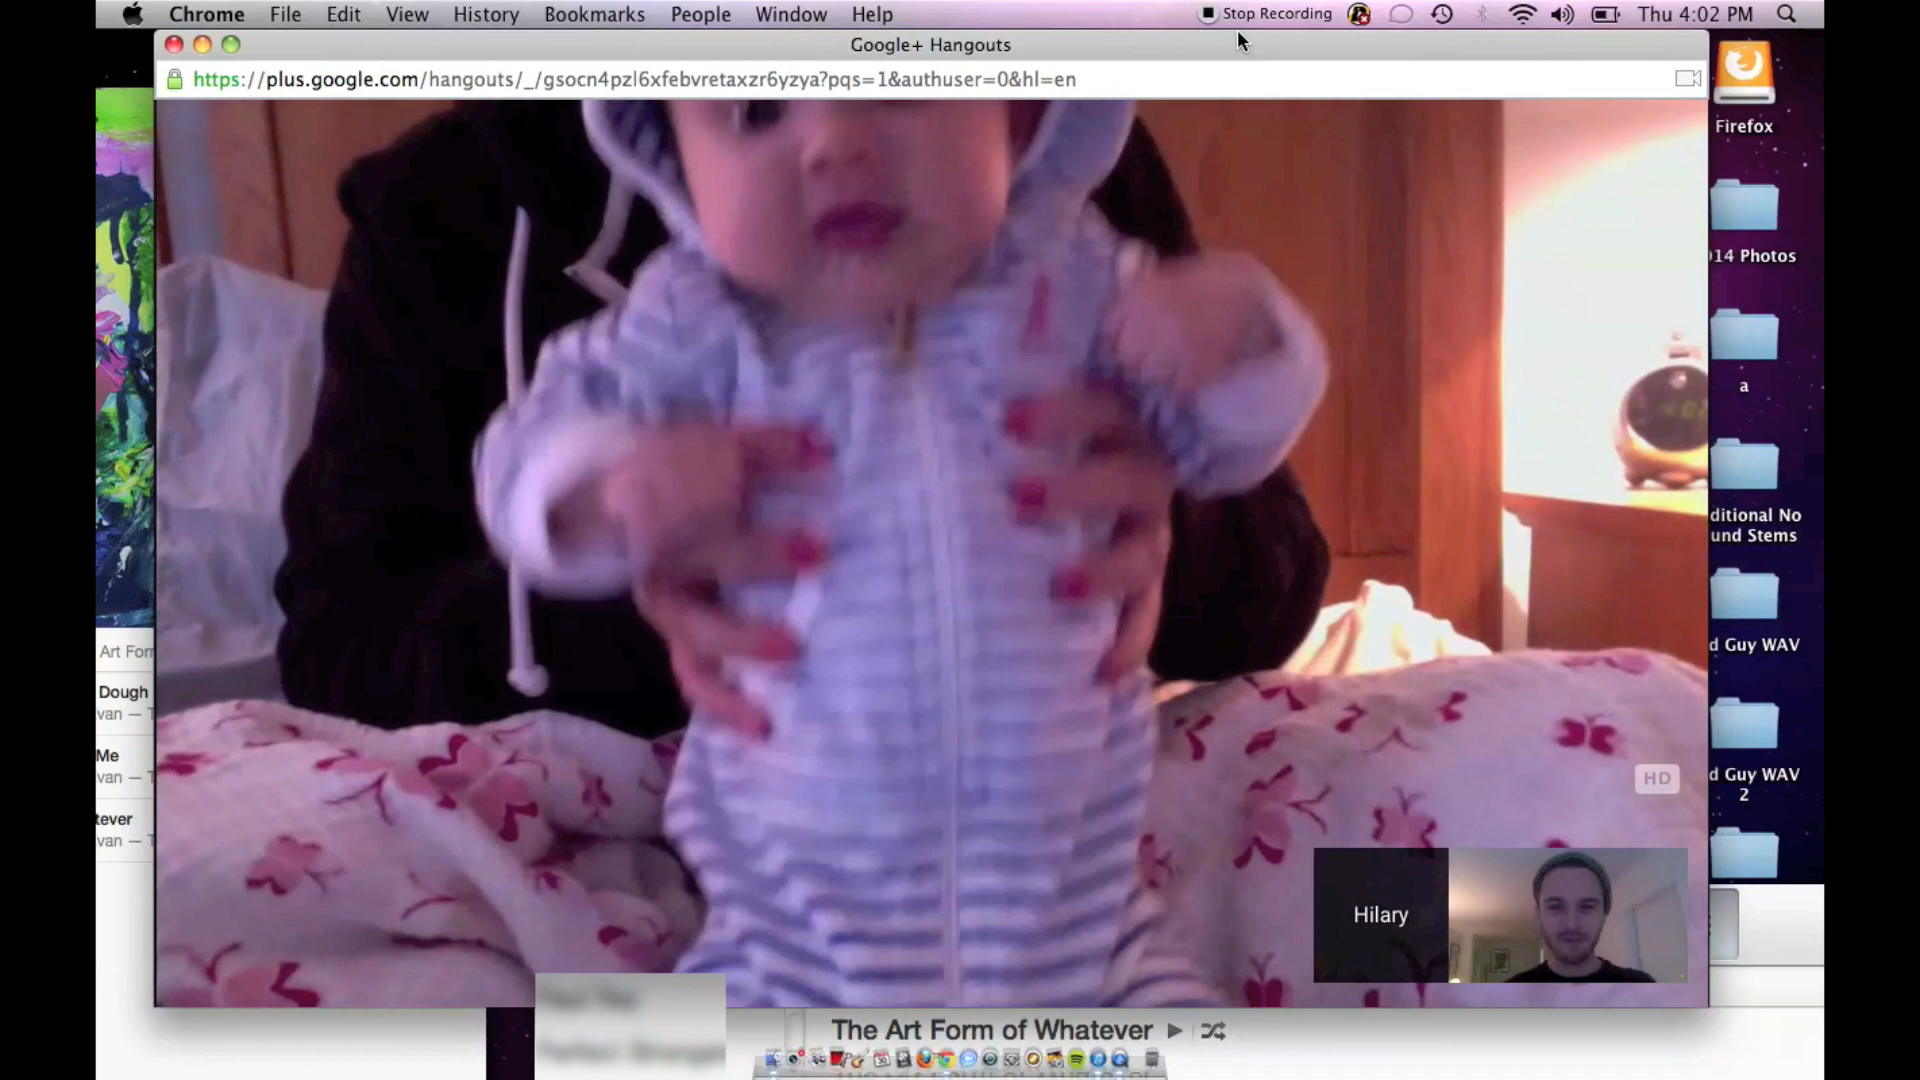 Chrome File Edit View History Bookmarks People Window Help Stop Recording Thu 4:02 PM
Google+ Hangouts
https://plus.google.com/hangouts/_/gsocn4pzl6xfebvretaxzr6yzya?pqs=1&authuser=0&hl=en
Firefox
14 Photos
a
ditional No
und Stems
d Guy WAV
d Guy WAV
2
Art For
Dough
van — T
Me
van — T
tever
van — T
HD
Hilary
The Art Form of Whatever